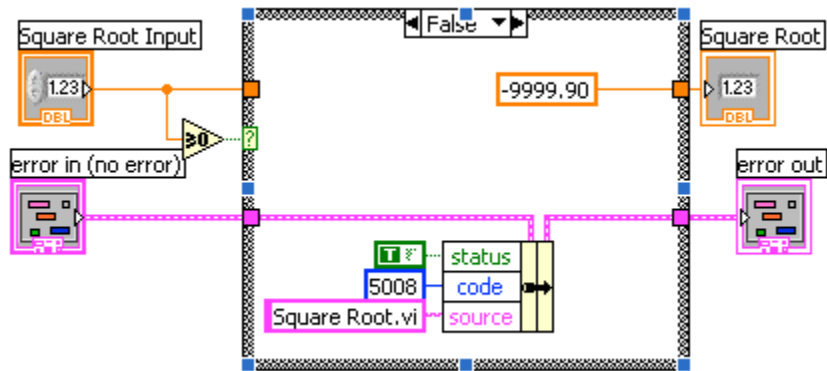 False
Square Root Input
1.23
DBL
≥0
?
-9999.90
Square Root
1.23
DBL
error in (no error)
error out
T
status
5008
code
Square Root.vi
source